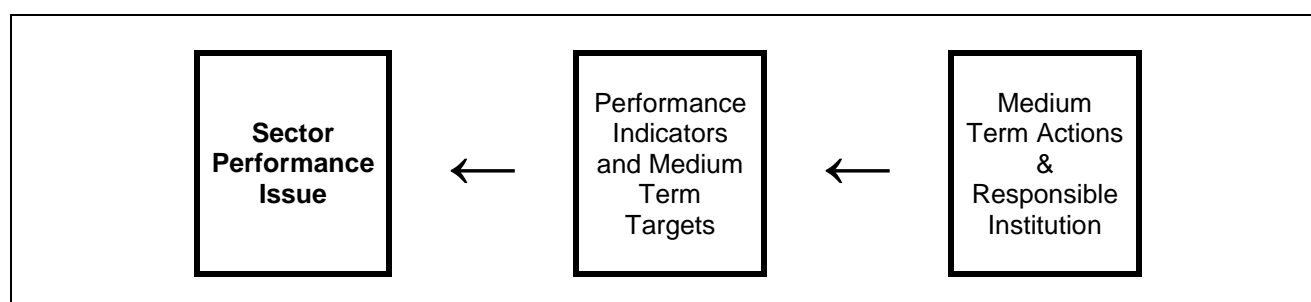 Sector
Performance
Issue
Performance
Indicators
and Medium
Term
Targets
Medium
Term Actions
&
Responsible
Institution